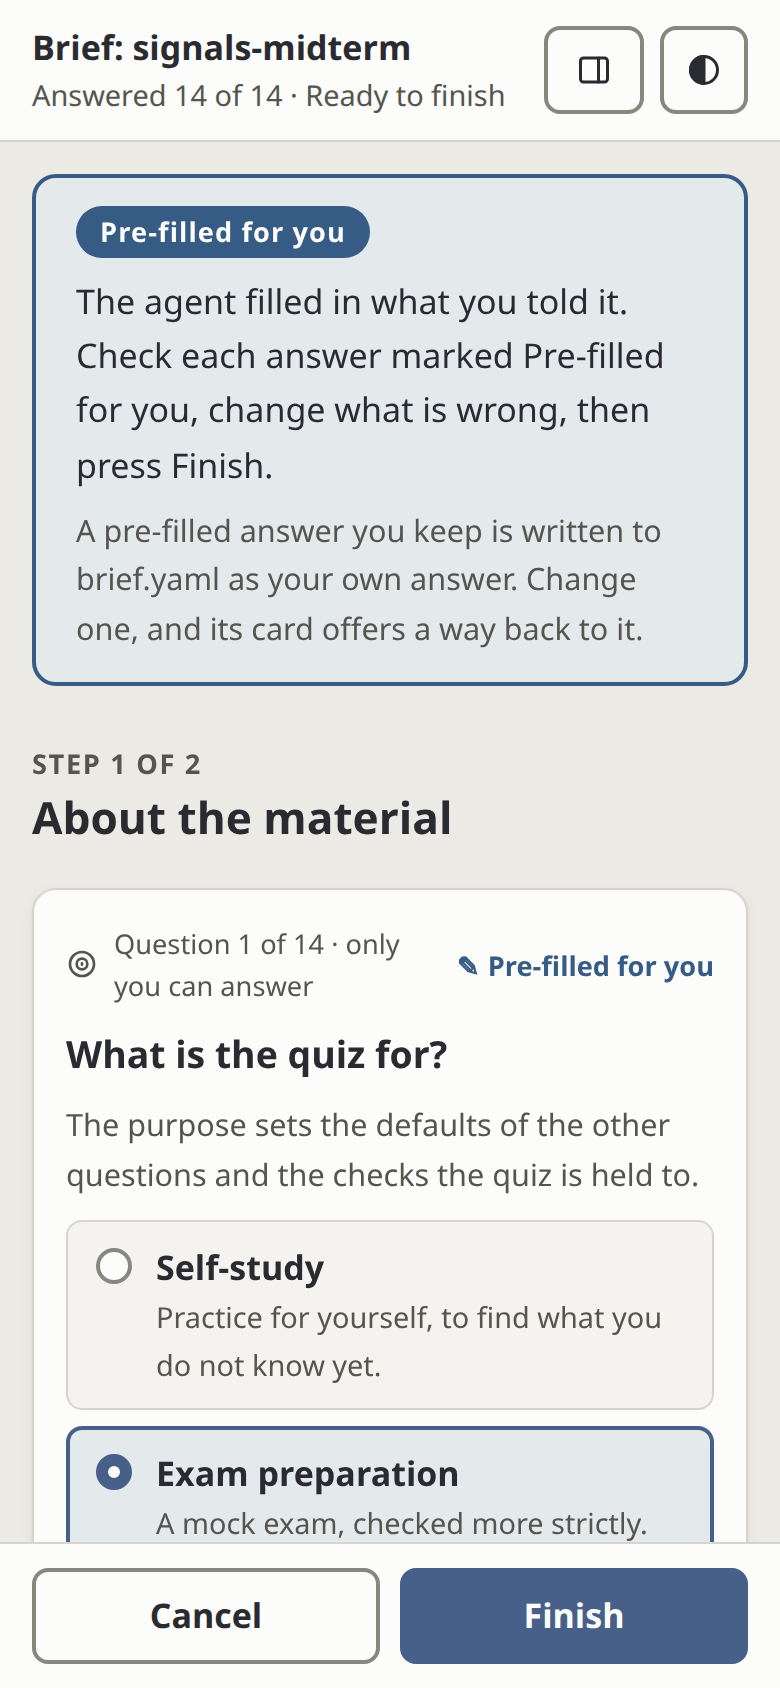 Brief: signals-midterm
Answered 14 of 14 · Ready to finish
Pre-filled for you
The agent filled in what you told it.
Check each answer marked Pre-filled
for you, change what is wrong, then
press Finish.
A pre-filled answer you keep is written to
brief.yaml as your own answer. Change
one, and its card offers a way back to it.
STEP 1 OF 2
About the material
Question 1 of 14 · only
you can answer
✎ Pre-filled for you
What is the quiz for?
The purpose sets the defaults of the other
questions and the checks the quiz is held to.
Self-study
Practice for yourself, to find what you
do not know yet.
Exam preparation
A mock exam, checked more strictly.
Cancel
Finish